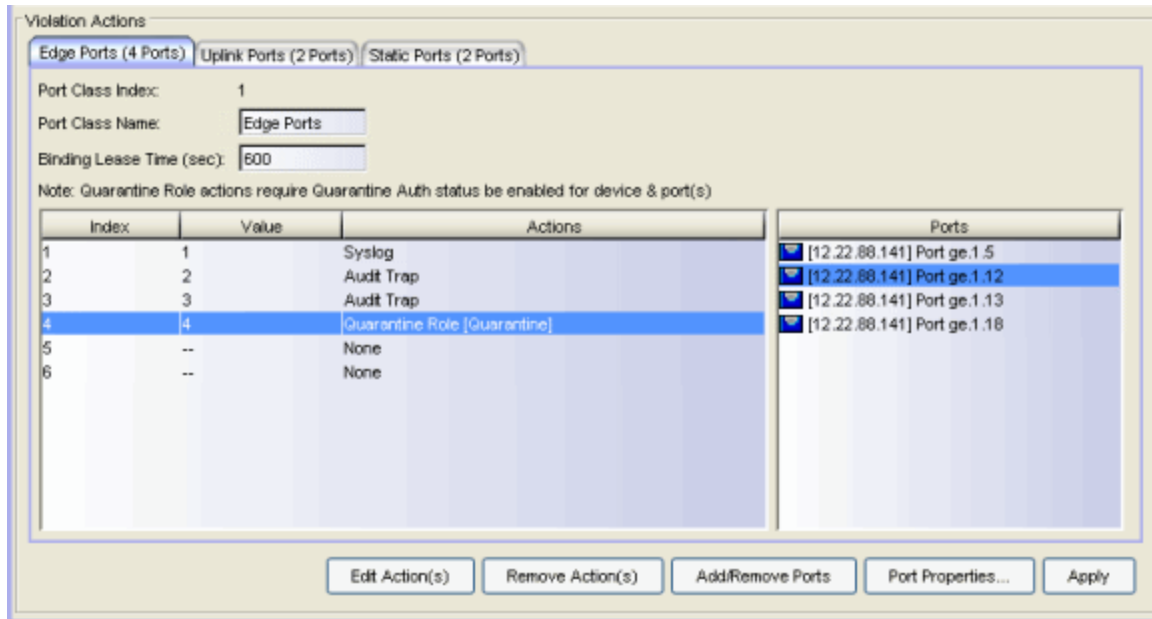 Violation Actions
Edge Ports (4 Ports) Uplink Ports (2 Ports) Static Ports (2 Ports)
Port Class Index: 1
Port Class Name: Edge Ports
Binding Lease Time (sec): 600
Note: Quarantine Role actions require Quarantine Auth status be enabled for device & port(s)
Index Value Actions Ports
1 1 Syslog [12.22.88.141] Port ge.1.5
2 2 Audit Trap [12.22.88.141] Port ge.1.12
3 3 Audit Trap [12.22.88.141] Port ge.1.13
4 4 Quarantine Role [Quarantine] [12.22.88.141] Port ge.1.18
5 -- None
6 -- None
Edit Action(s) Remove Action(s) Add/Remove Ports Port Properties... Apply